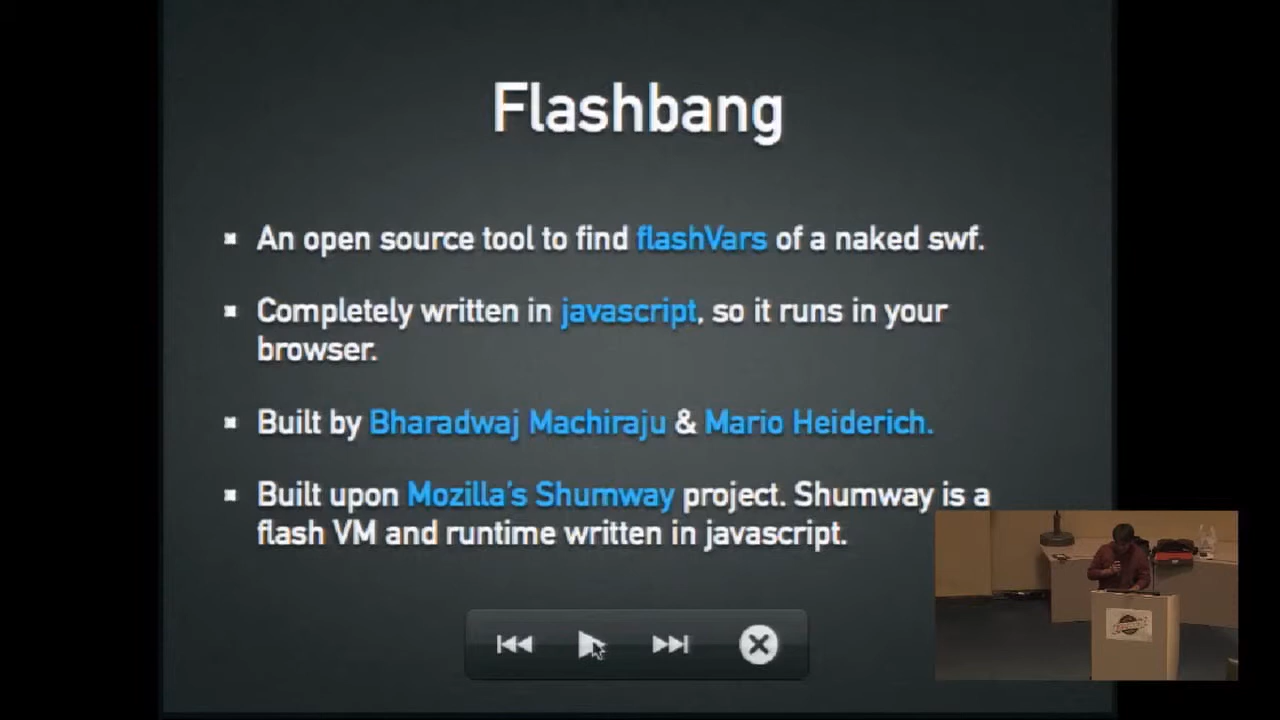 Flashbang
An open source tool to find flashVars of a naked swf.
Completely written in javascript, so it runs in your
browser.
Built by Bharadwaj Machiraju & Mario Heiderich.
Built upon Mozilla's Shumway project. Shumway is a
flash VM and runtime written in javascript.